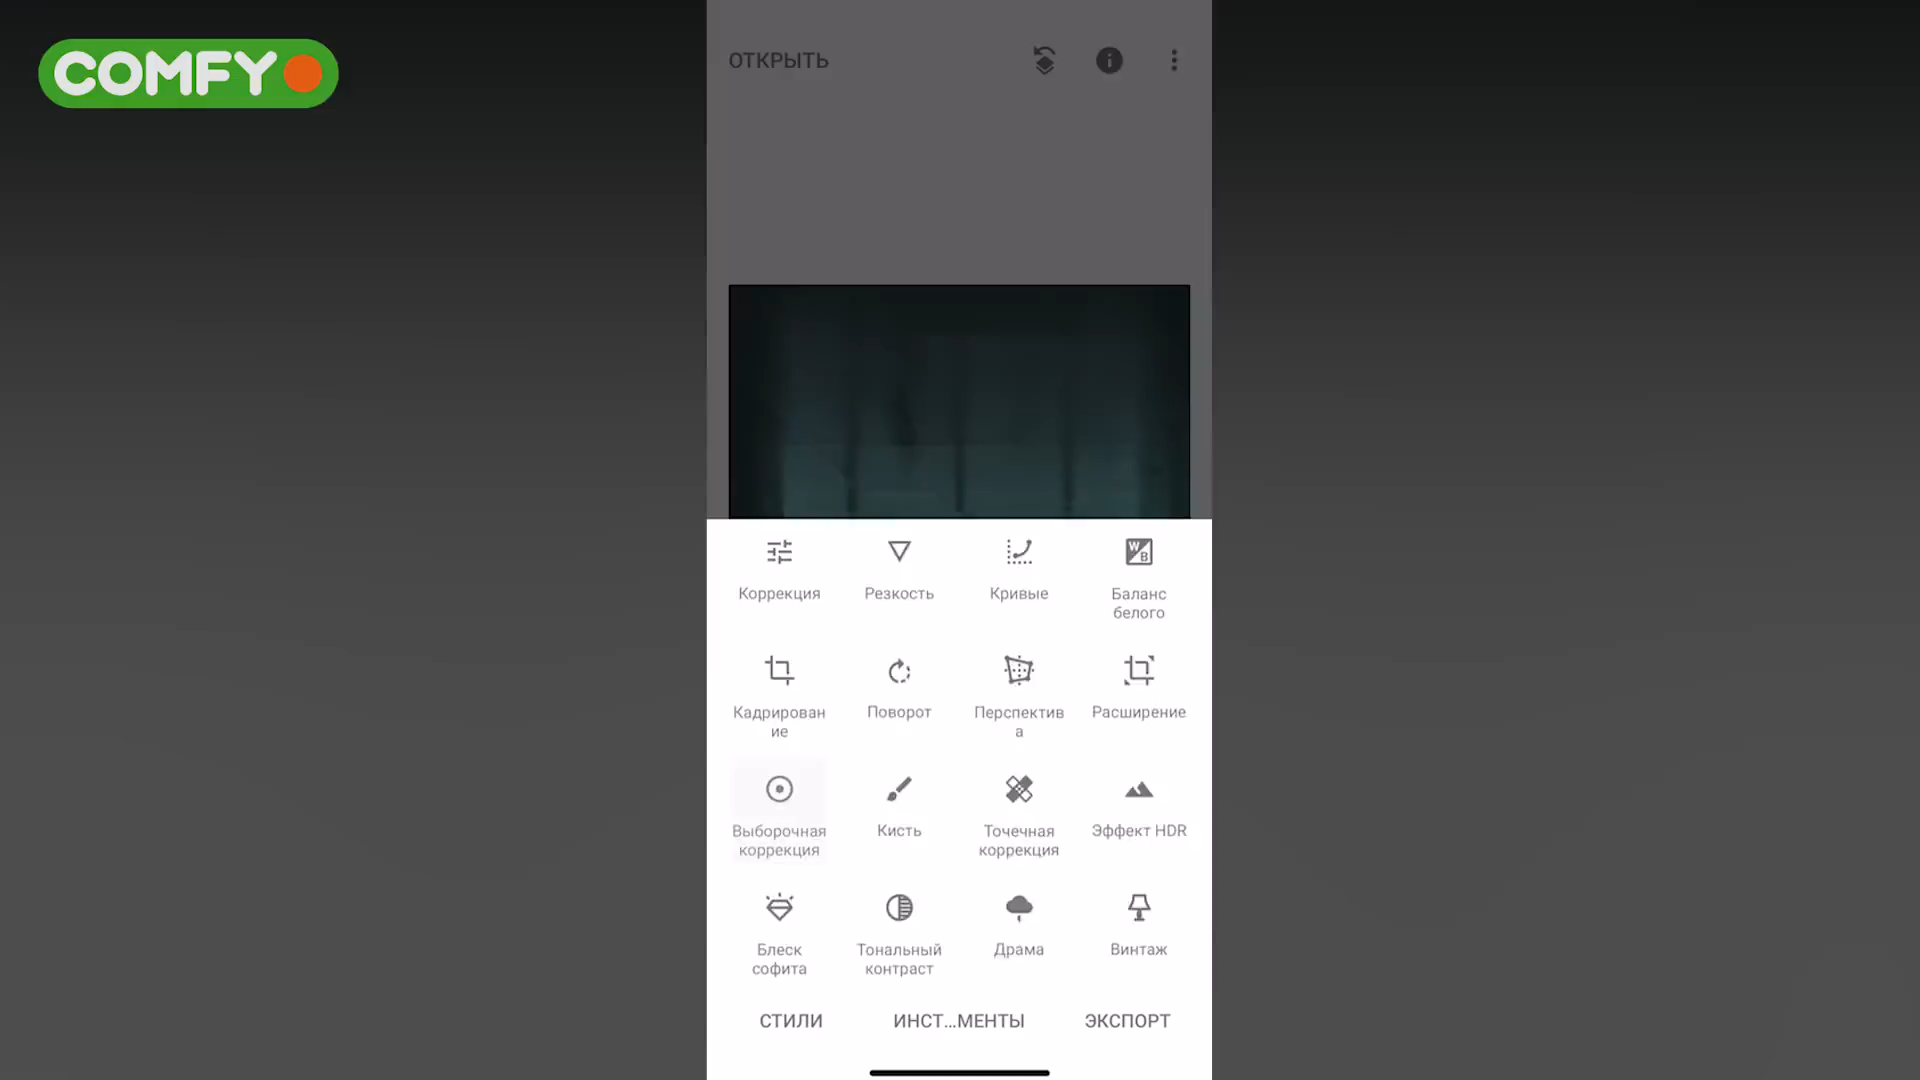 COMFY
ОТКРЫТЬ
Коррекция
Резкость
Кривые
W
B
Баланс
белого
Кадрирован
ие
Поворот
Перспектив
а
Расширение
Выборочная
коррекция
Кисть
Точечная
коррекция
Эффект HDR
Блеск
софита
Тональный
контраст
Драма
Винтаж
СТИЛИ
ИНСТ...МЕНТЫ
ЭКСПОРТ